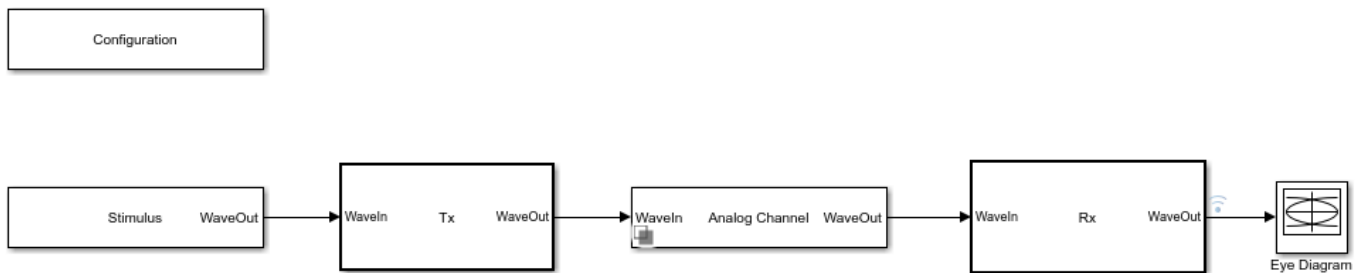 Configuration
Stimulus WaveOut
WaveIn Tx WaveOut
WaveIn Analog Channel WaveOut
WaveIn Rx WaveOut
Eye Diagram